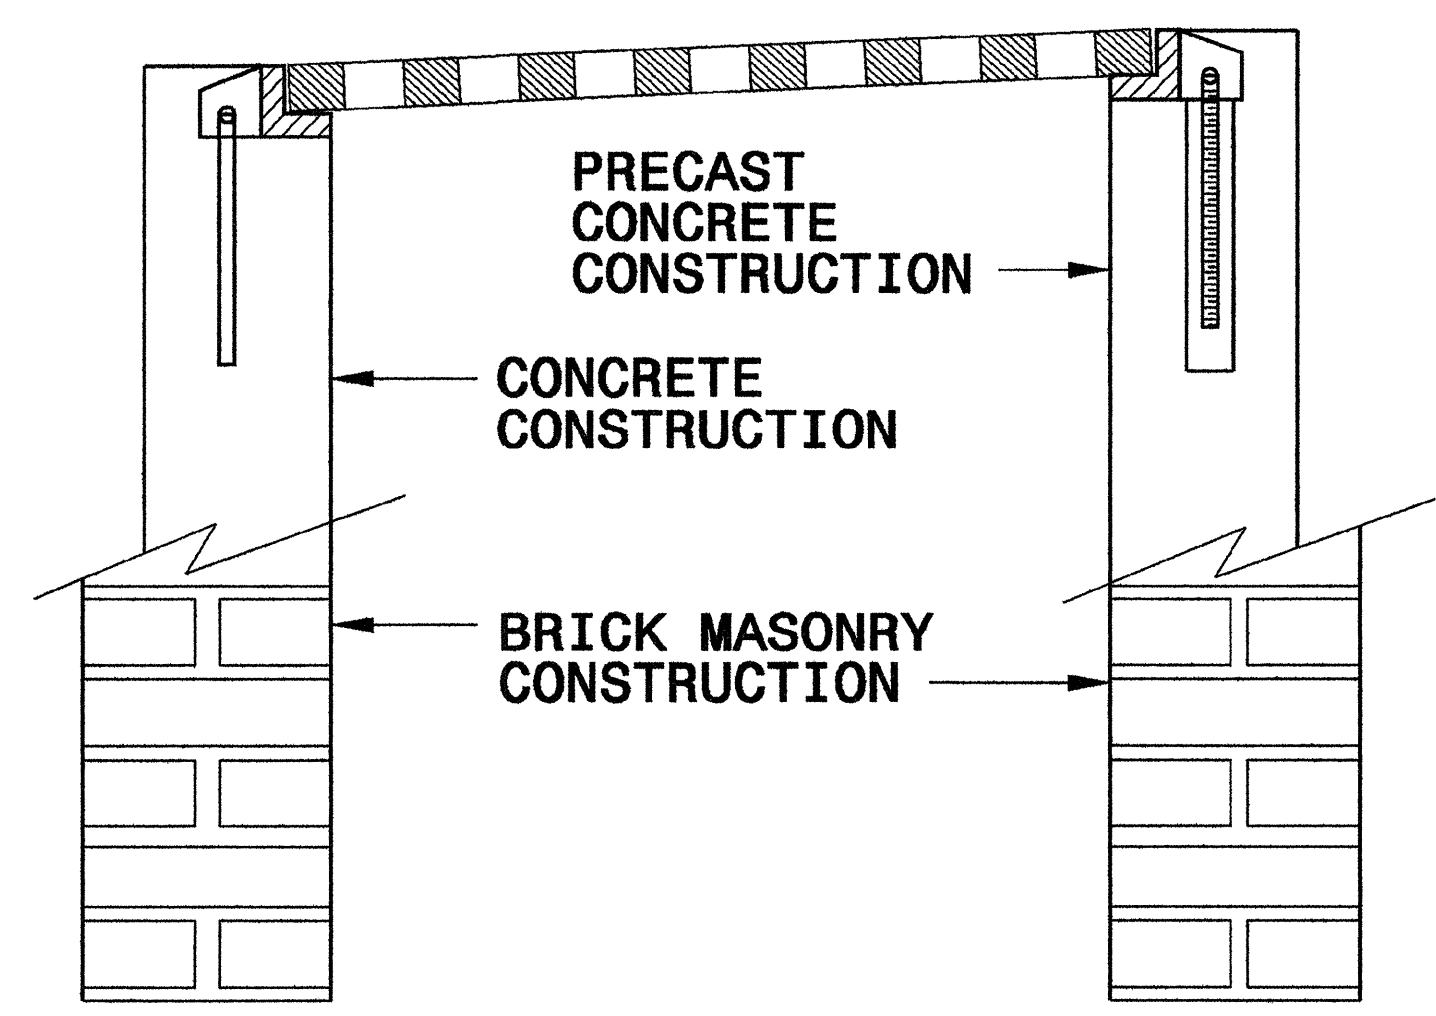 PRECAST
CONCRETE
CONSTRUCTION
CONCRETE
CONSTRUCTION
BRICK MASONRY
CONSTRUCTION